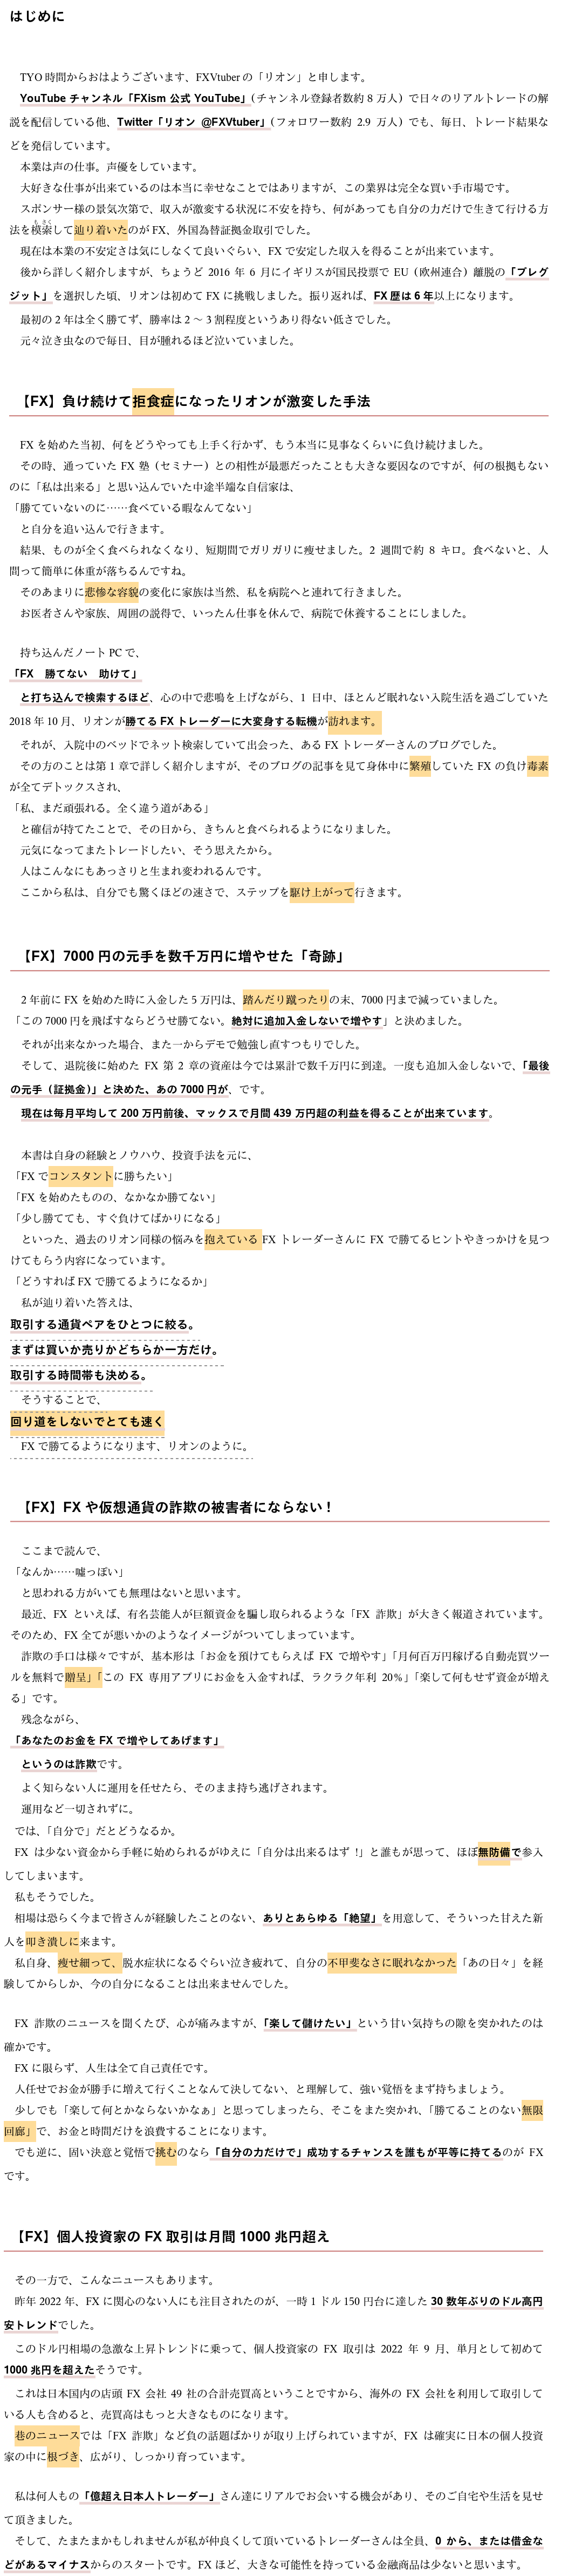 はじめに
TYO 時間からおはようございます、FXVtuber の「リオン」と申します。
YouTube チャンネル「FXism 公式 YouTube」（チャンネル登録者数約 8 万人）で日々のリアルトレードの解
説を配信している他、Twitter「リオン @FXVtuber」（フォロワー数約 2.9 万人）でも、毎日、トレード結果な
どを発信しています。
本業は声の仕事。声優をしています。
大好きな仕事が出来ているのは本当に幸せなことではありますが、この業界は完全な買い手市場です。
スポンサー様の景気次第で、収入が激変する状況に不安を持ち、何があっても自分の力だけで生きて行ける方
法を模索して辿り着いたのが FX、外国為替証拠金取引でした。
現在は本業の不安定さは気にしなくて良いぐらい、FX で安定した収入を得ることが出来ています。
後から詳しく紹介しますが、ちょうど 2016 年 6 月にイギリスが国民投票で EU（欧州連合）離脱の「ブレグ
ジット」を選択した頃、リオンは初めて FX に挑戦しました。振り返れば、FX 歴は 6 年以上になります。
最初の 2 年は全く勝てず、勝率は 2 〜 3 割程度というあり得ない低さでした。
元々泣き虫なので毎日、目が腫れるほど泣いていました。
【FX】負け続けて拒食症になったリオンが激変した手法
FX を始めた当初、何をどうやっても上手く行かず、もう本当に見事なくらいに負け続けました。
その時、通っていた FX 塾（セミナー）との相性が最悪だったことも大きな要因なのですが、何の根拠もない
のに「私は出来る」と思い込んでいた中途半端な自信家は、
「勝てていないのに……食べている暇なんてない」
と自分を追い込んで行きます。
結果、ものが全く食べられなくなり、短期間でガリガリに痩せました。2 週間で約 8 キロ。食べないと、人
間って簡単に体重が落ちるんですね。
そのあまりに悲惨な容貌の変化に家族は当然、私を病院へと連れて行きました。
お医者さんや家族、周囲の説得で、いったん仕事を休んで、病院で休養することにしました。
持ち込んだノート PC で、
「FX　勝てない　助けて」
と打ち込んで検索するほど、心の中で悲鳴を上げながら、1 日中、ほとんど眠れない入院生活を過ごしていた
2018 年 10 月、リオンが勝てる FX トレーダーに大変身する転機が訪れます。
それが、入院中のベッドでネット検索していて出会った、ある FX トレーダーさんのブログでした。
その方のことは第 1 章で詳しく紹介しますが、そのブログの記事を見て身体中に繁殖していた FX の負け毒素
が全てデトックスされ、
「私、まだ頑張れる。全く違う道がある」
と確信が持てたことで、その日から、きちんと食べられるようになりました。
元気になってまたトレードしたい、そう思えたから。
人はこんなにもあっさりと生まれ変われるんです。
ここから私は、自分でも驚くほどの速さで、ステップを駆け上がって行きます。
【FX】7000 円の元手を数千万円に増やせた「奇跡」
2 年前に FX を始めた時に入金した 5 万円は、踏んだり蹴ったりの末、7000 円まで減っていました。
「この 7000 円を飛ばすならどうせ勝てない。絶対に追加入金しないで増やす」と決めました。
それが出来なかった場合、また一からデモで勉強し直すつもりでした。
そして、退院後に始めた FX 第 2 章の資産は今では累計で数千万円に到達。一度も追加入金しないで、「最後
の元手（証拠金）」と決めた、あの 7000 円が、です。
現在は毎月平均して 200 万円前後、マックスで月間 439 万円超の利益を得ることが出来ています。
本書は自身の経験とノウハウ、投資手法を元に、
「FX でコンスタントに勝ちたい」
「FX を始めたものの、なかなか勝てない」
「少し勝てても、すぐ負けてばかりになる」
といった、過去のリオン同様の悩みを抱えている FX トレーダーさんに FX で勝てるヒントやきっかけを見つ
けてもらう内容になっています。
「どうすれば FX で勝てるようになるか」
私が辿り着いた答えは、
取引する通貨ペアをひとつに絞る。
まずは買いか売りかどちらか一方だけ。
取引する時間帯も決める。
そうすることで、
回り道をしないでとても速く
FX で勝てるようになります、リオンのように。
【FX】FX や仮想通貨の詐欺の被害者にならない！
ここまで読んで、
「なんか……嘘っぽい」
と思われる方がいても無理はないと思います。
最近、FX といえば、有名芸能人が巨額資金を騙し取られるような「FX 詐欺」が大きく報道されています。
そのため、FX 全てが悪いかのようなイメージがついてしまっています。
詐欺の手口は様々ですが、基本形は「お金を預けてもらえば FX で増やす」「月何百万円稼げる自動売買ツー
ルを無料で贈呈」「この FX 専用アプリにお金を入金すれば、ラクラク年利 20％」「楽して何もせず資金が増え
る」です。
残念ながら、
「あなたのお金を FX で増やしてあげます」
というのは詐欺です。
よく知らない人に運用を任せたら、そのまま持ち逃げされます。
運用など一切されずに。
では、「自分で」だとどうなるか。
FX は少ない資金から手軽に始められるがゆえに「自分は出来るはず !」と誰もが思って、ほぼ無防備で参入
してしまいます。
私もそうでした。
相場は恐らく今まで皆さんが経験したことのない、ありとあらゆる「絶望」を用意して、そういった甘えた新
人を叩き潰しに来ます。
私自身、痩せ細って、脱水症状になるぐらい泣き疲れて、自分の不甲斐なさに眠れなかった「あの日々」を経
験してからしか、今の自分になることは出来ませんでした。
FX 詐欺のニュースを聞くたび、心が痛みますが、「楽して儲けたい」という甘い気持ちの隙を突かれたのは
確かです。
FX に限らず、人生は全て自己責任です。
人任せでお金が勝手に増えて行くことなんて決してない、と理解して、強い覚悟をまず持ちましょう。
少しでも「楽して何とかならないかなぁ」と思ってしまったら、そこをまた突かれ、「勝てることのない無限
回廊」で、お金と時間だけを浪費することになります。
でも逆に、固い決意と覚悟で挑むのなら「自分の力だけで」成功するチャンスを誰もが平等に持てるのが FX
です。
【FX】個人投資家の FX 取引は月間 1000 兆円超え
その一方で、こんなニュースもあります。
昨年 2022 年、FX に関心のない人にも注目されたのが、一時 1 ドル 150 円台に達した 30 数年ぶりのドル高円
安トレンドでした。
このドル円相場の急激な上昇トレンドに乗って、個人投資家の FX 取引は 2022 年 9 月、単月として初めて
1000 兆円を超えたそうです。
これは日本国内の店頭 FX 会社 49 社の合計売買高ということですから、海外の FX 会社を利用して取引して
いる人も含めると、売買高はもっと大きなものになります。
巷のニュースでは「FX 詐欺」など負の話題ばかりが取り上げられていますが、FX は確実に日本の個人投資
家の中に根づき、広がり、しっかり育っています。
私は何人もの「億超え日本人トレーダー」さん達にリアルでお会いする機会があり、そのご自宅や生活を見せ
て頂きました。
そして、たまたまかもしれませんが私が仲良くして頂いているトレーダーさんは全員、0 から、または借金な
どがあるマイナスからのスタートです。FX ほど、大きな可能性を持っている金融商品は少ないと思います。